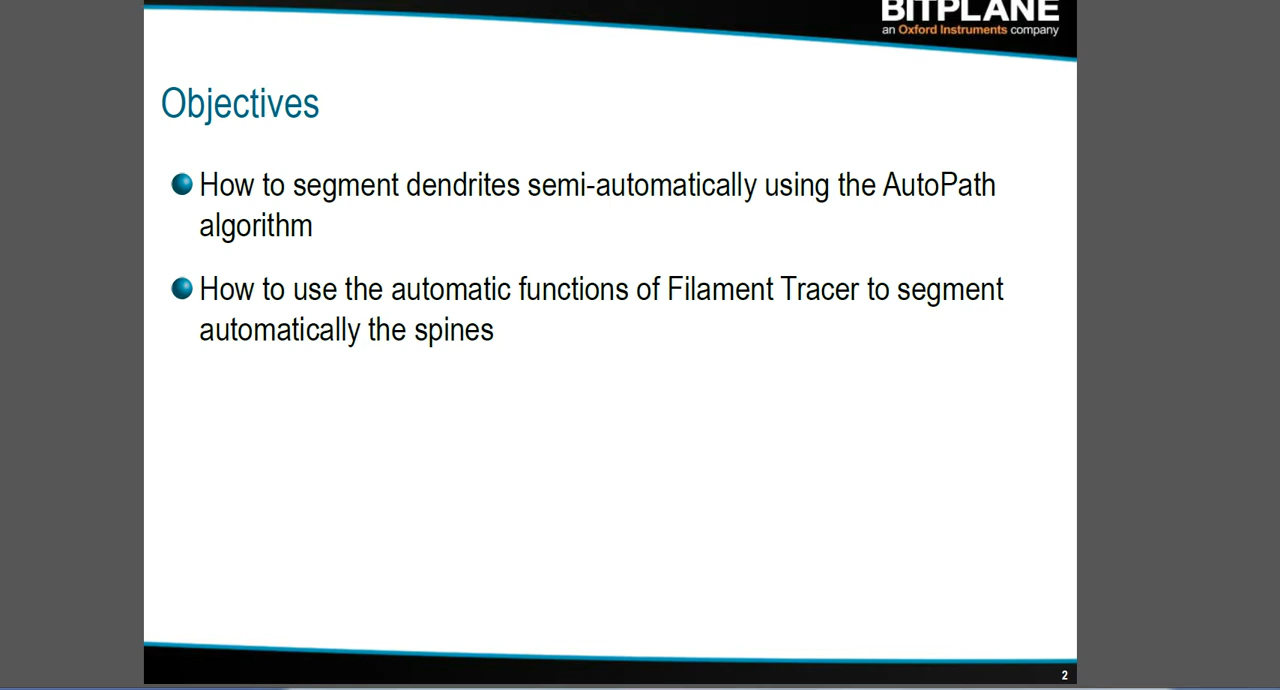 BITPLANE
an Oxford Instruments company
Objectives
How to segment dendrites semi-automatically using the AutoPath
algorithm
How to use the automatic functions of Filament Tracer to segment
automatically the spines
2